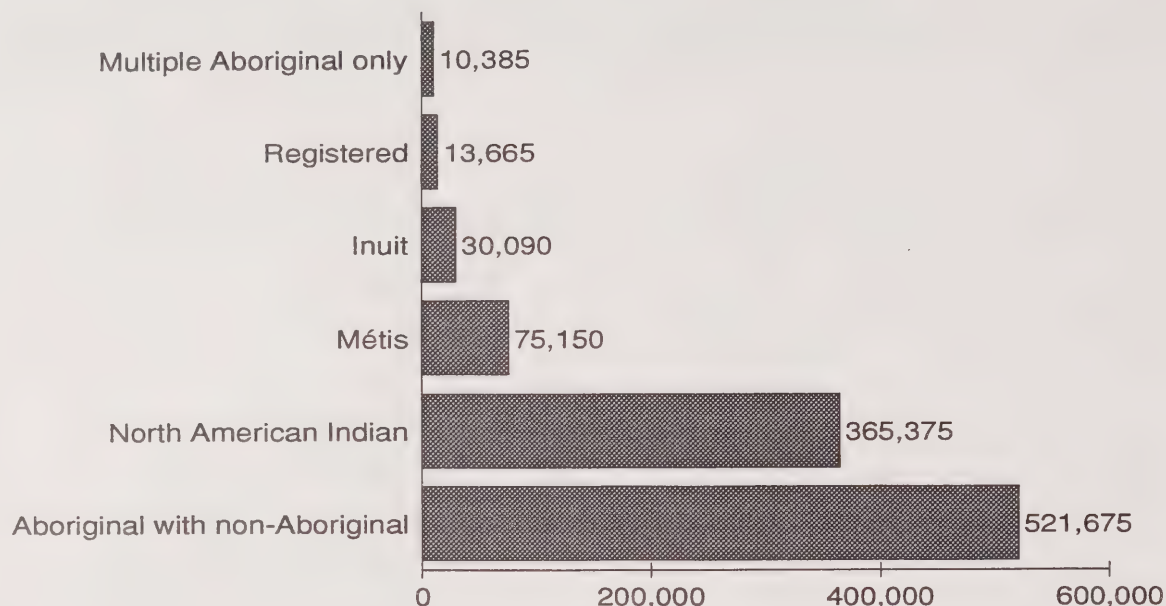 Multiple Aboriginal only 10,385
Registered 13,665
Inuit 30,090
Métis 75,150
North American Indian 365,375
Aboriginal with non-Aboriginal 521,675
0 200,000 400,000 600,000